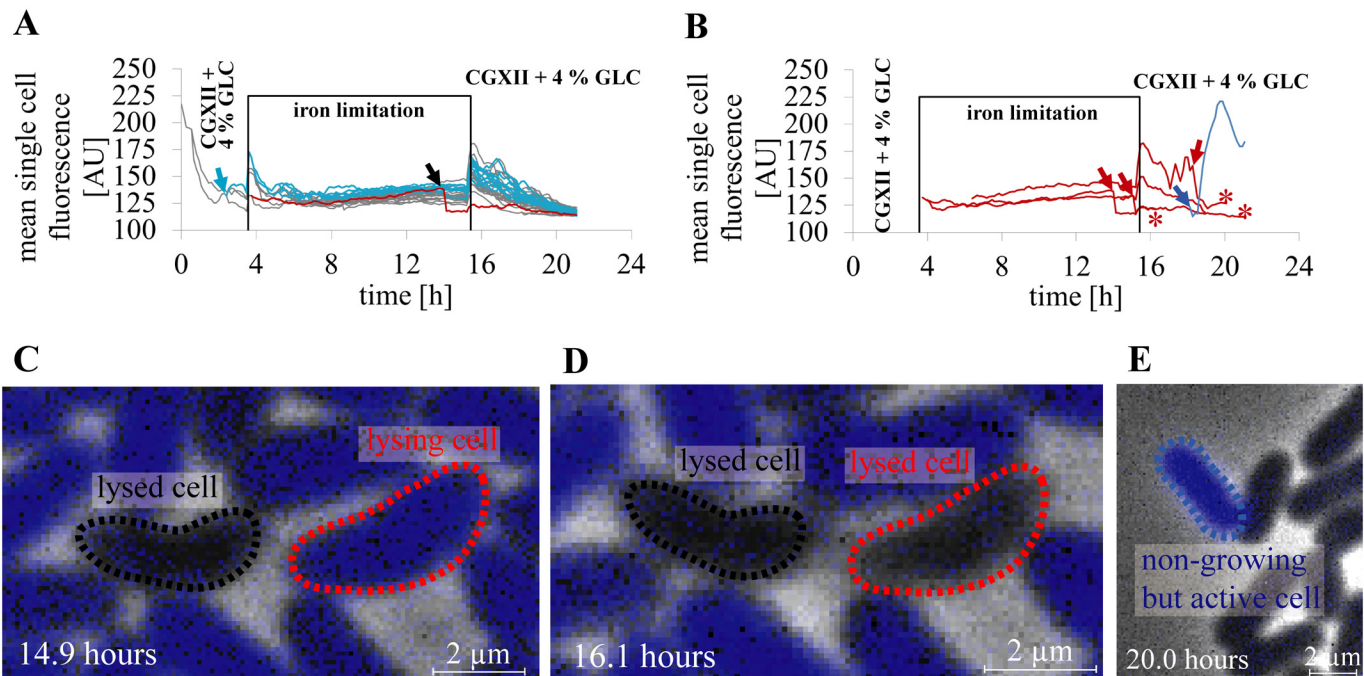 A
mean single cell
fluorescence
[AU]
250
225
200
175
150
125
100
CGXII +
4 % GLC
iron limitation
CGXII + 4 % GLC
0
4
8
12
16
20
24
time [h]
B
mean single cell
fluorescence
[AU]
250
225
200
175
150
125
100
CGXII + 4 % GLC
iron limitation
CGXII + 4 % GLC
*
*
*
0
4
8
12
16
20
24
time [h]
C
lysed cell
lysing cell
14.9 hours
2 µm
D
lysed cell
lysed cell
16.1 hours
2 µm
E
non-growing
but active cell
20.0 hours
2 µm